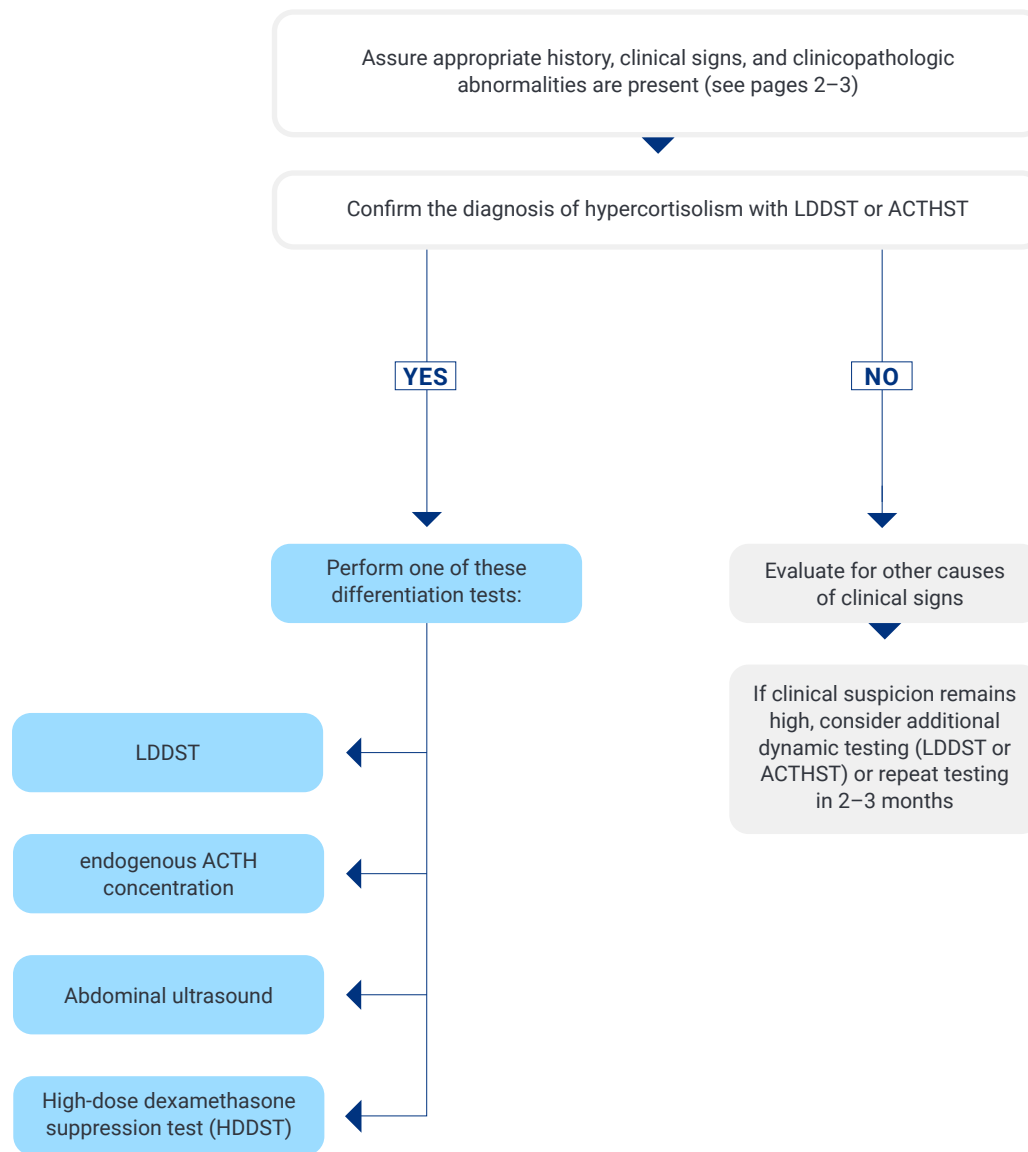 Assure appropriate history, clinical signs, and clinicopathologic
abnormalities are present (see pages 2–3)
Confirm the diagnosis of hypercortisolism with LDDST or ACTHST
YES
NO
Perform one of these
differentiation tests:
Evaluate for other causes
of clinical signs
If clinical suspicion remains
high, consider additional
dynamic testing (LDDST or
ACTHST) or repeat testing
in 2–3 months
LDDST
endogenous ACTH
concentration
Abdominal ultrasound
High-dose dexamethasone
suppression test (HDDST)